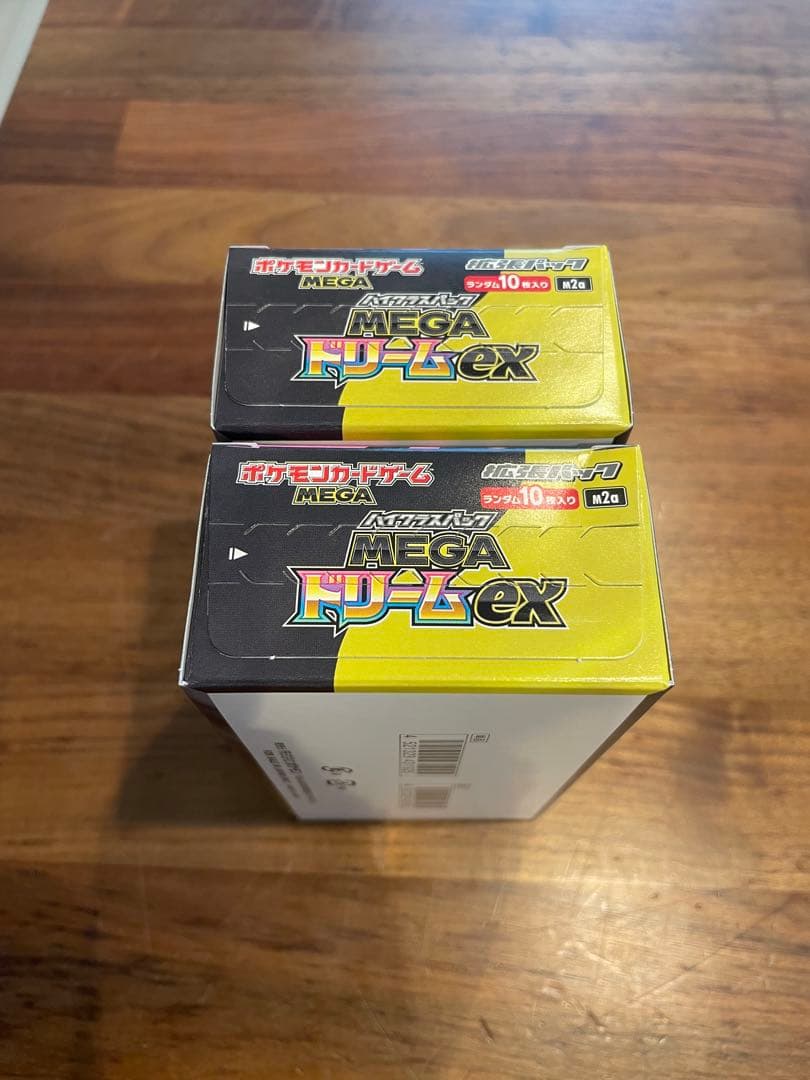 ポケモンカードゲーム
MEGA
拡張パック
ランダム10枚入り
M2a
ハイクラスパック
MEGA
ドリームex
ポケモンカードゲーム
MEGA
拡張パック
ランダム10枚入り
M2a
ハイクラスパック
MEGA
ドリームex